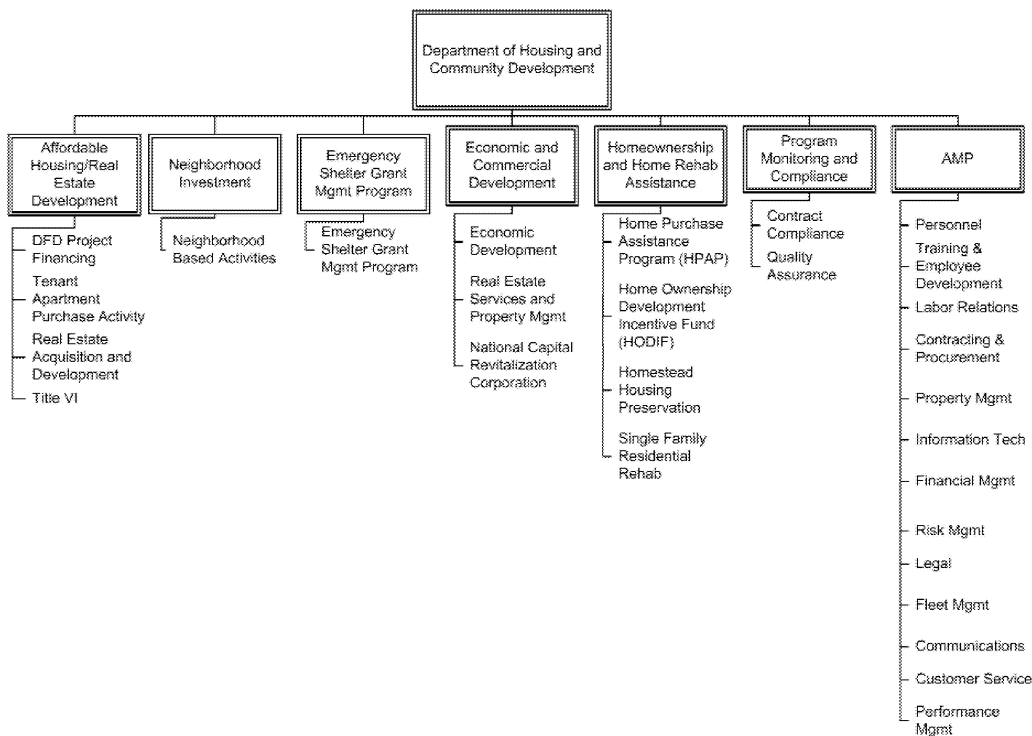 Department of Housing and
Community Development
Affordable
Housing/Real
Estate
Development
Neighborhood
Investment
Emergency
Shelter Grant
Mgmt Program
Economic and
Commercial
Development
Homeownership
and Home Rehab
Assistance
Program
Monitoring and
Compliance
AMP
DFD Project
Financing
Tenant
Apartment
Purchase Activity
Real Estate
Acquisition and
Development
Title VI
Neighborhood
Based Activities
Emergency
Shelter Grant
Mgmt Program
Economic
Development
Real Estate
Services and
Property Mgmt
National Capital
Revitalization
Corporation
Home Purchase
Assistance
Program (HPAP)
Home Ownership
Development
Incentive Fund
(HODIF)
Homestead
Housing
Preservation
Single Family
Residential
Rehab
Contract
Compliance
Quality
Assurance
Personnel
Training &
Employee
Development
Labor Relations
Contracting &
Procurement
Property Mgmt
Information Tech
Financial Mgmt
Risk Mgmt
Legal
Fleet Mgmt
Communications
Customer Service
Performance
Mgmt